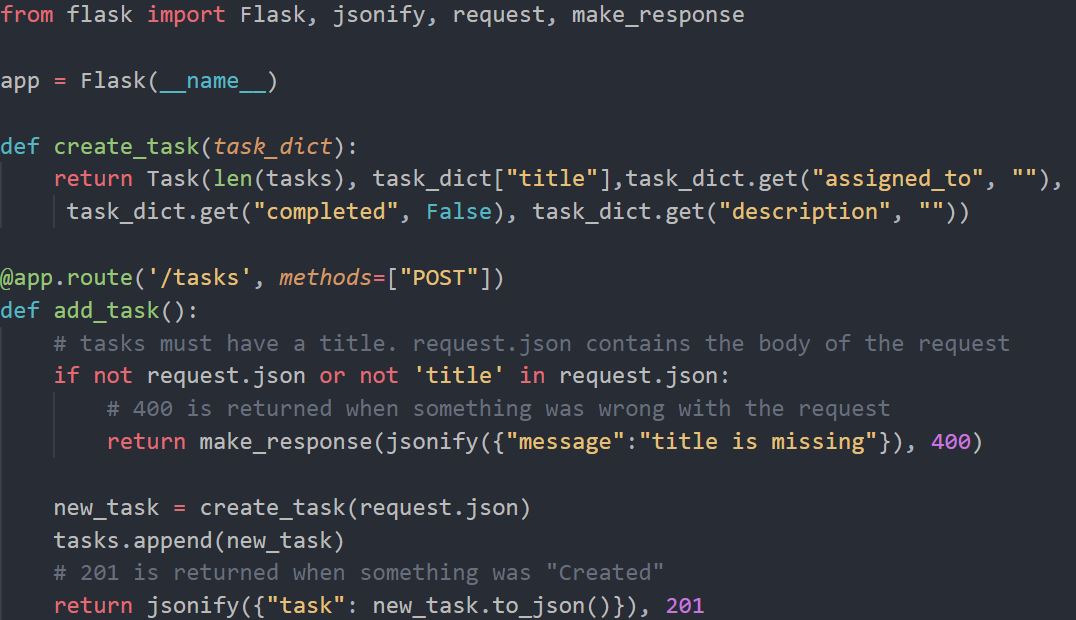 from flask import Flask, jsonify, request, make_response
app = Flask(__name__)
def create_task(task_dict):
return Task(len(tasks), task_dict["title"],task_dict.get("assigned_to", ""),
task_dict.get("completed", False), task_dict.get("description", ""))
@app.route('/tasks', methods=["POST"])
def add_task():
# tasks must have a title. request.json contains the body of the request
if not request.json or not 'title' in request.json:
# 400 is returned when something was wrong with the request
return make_response(jsonify({"message":"title is missing"}), 400)
new_task = create_task(request.json)
tasks.append(new_task)
# 201 is returned when something was "Created"
return jsonify({"task": new_task.to_json()}), 201